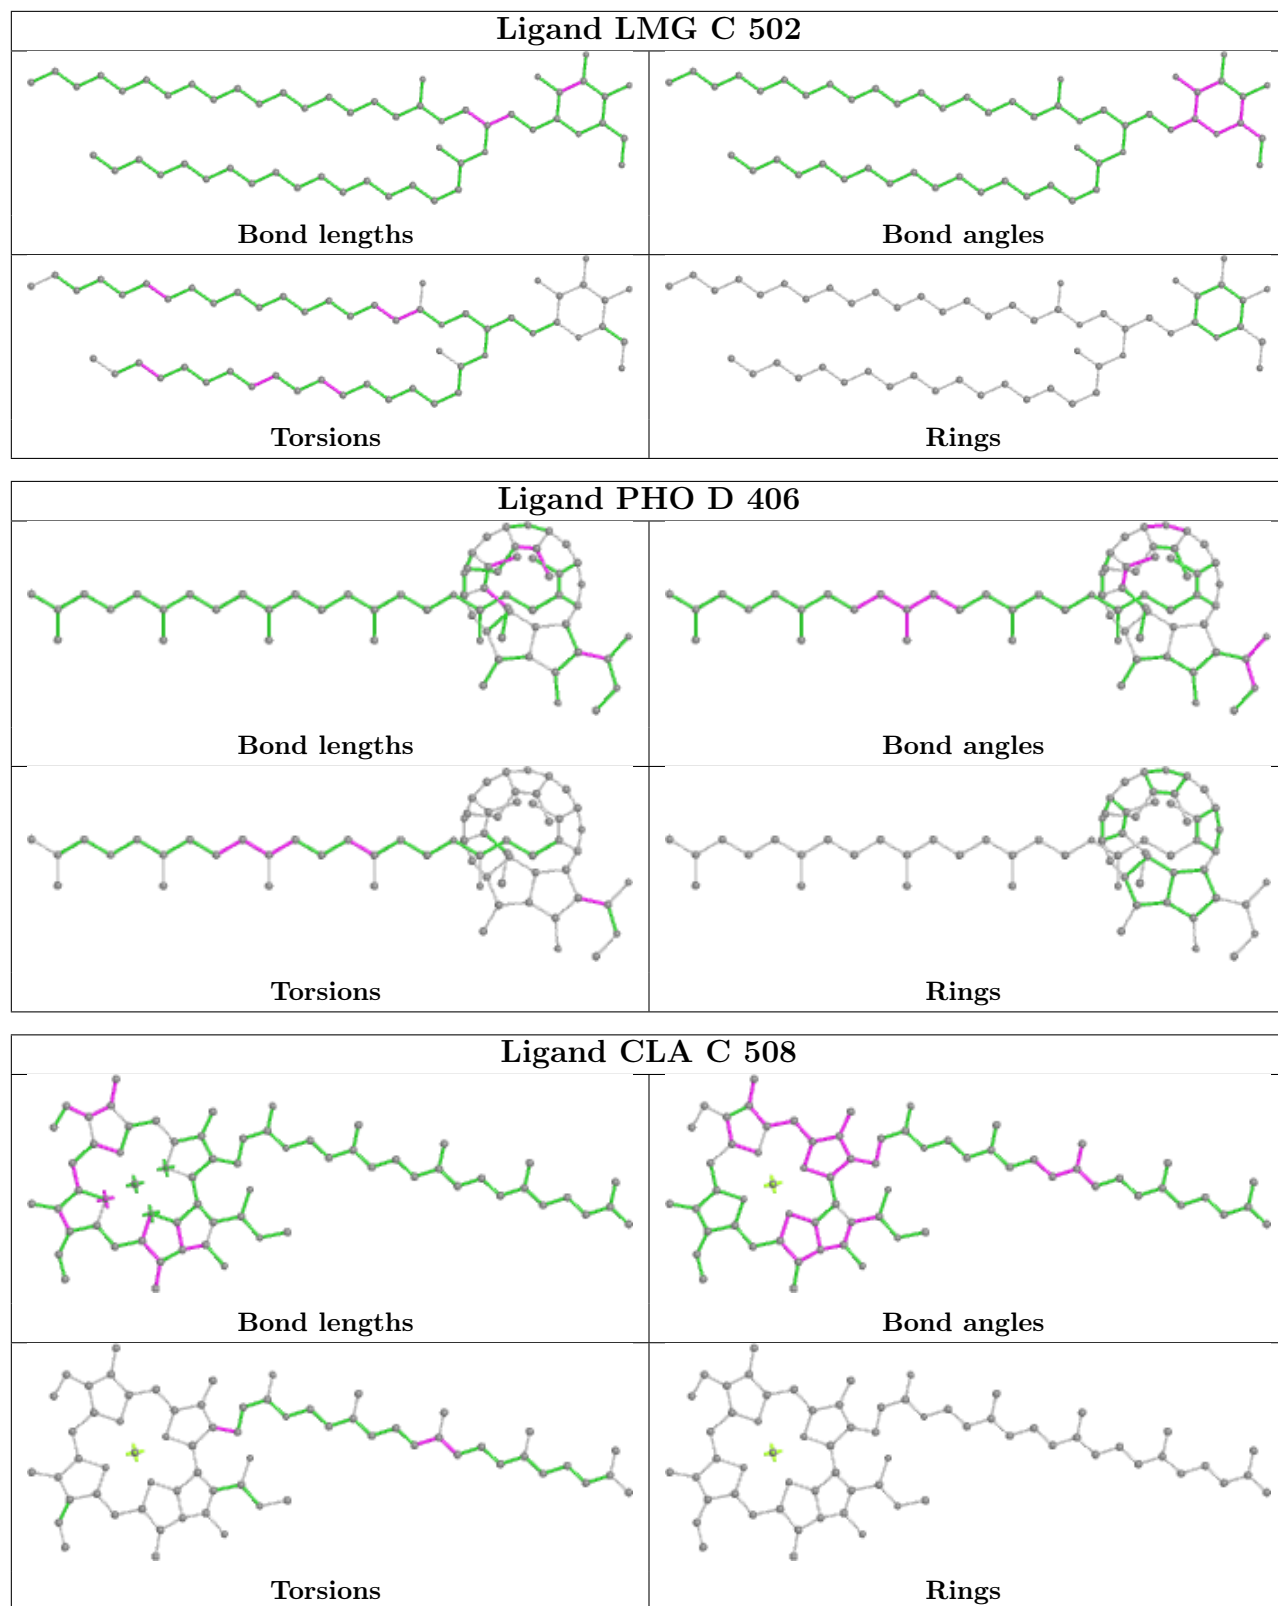 Ligand LMG C 502
Bond lengths
Bond angles
Torsions
Rings
Ligand PHO D 406
Bond lengths
Bond angles
Torsions
Rings
Ligand CLA C 508
Bond lengths
Bond angles
Torsions
Rings